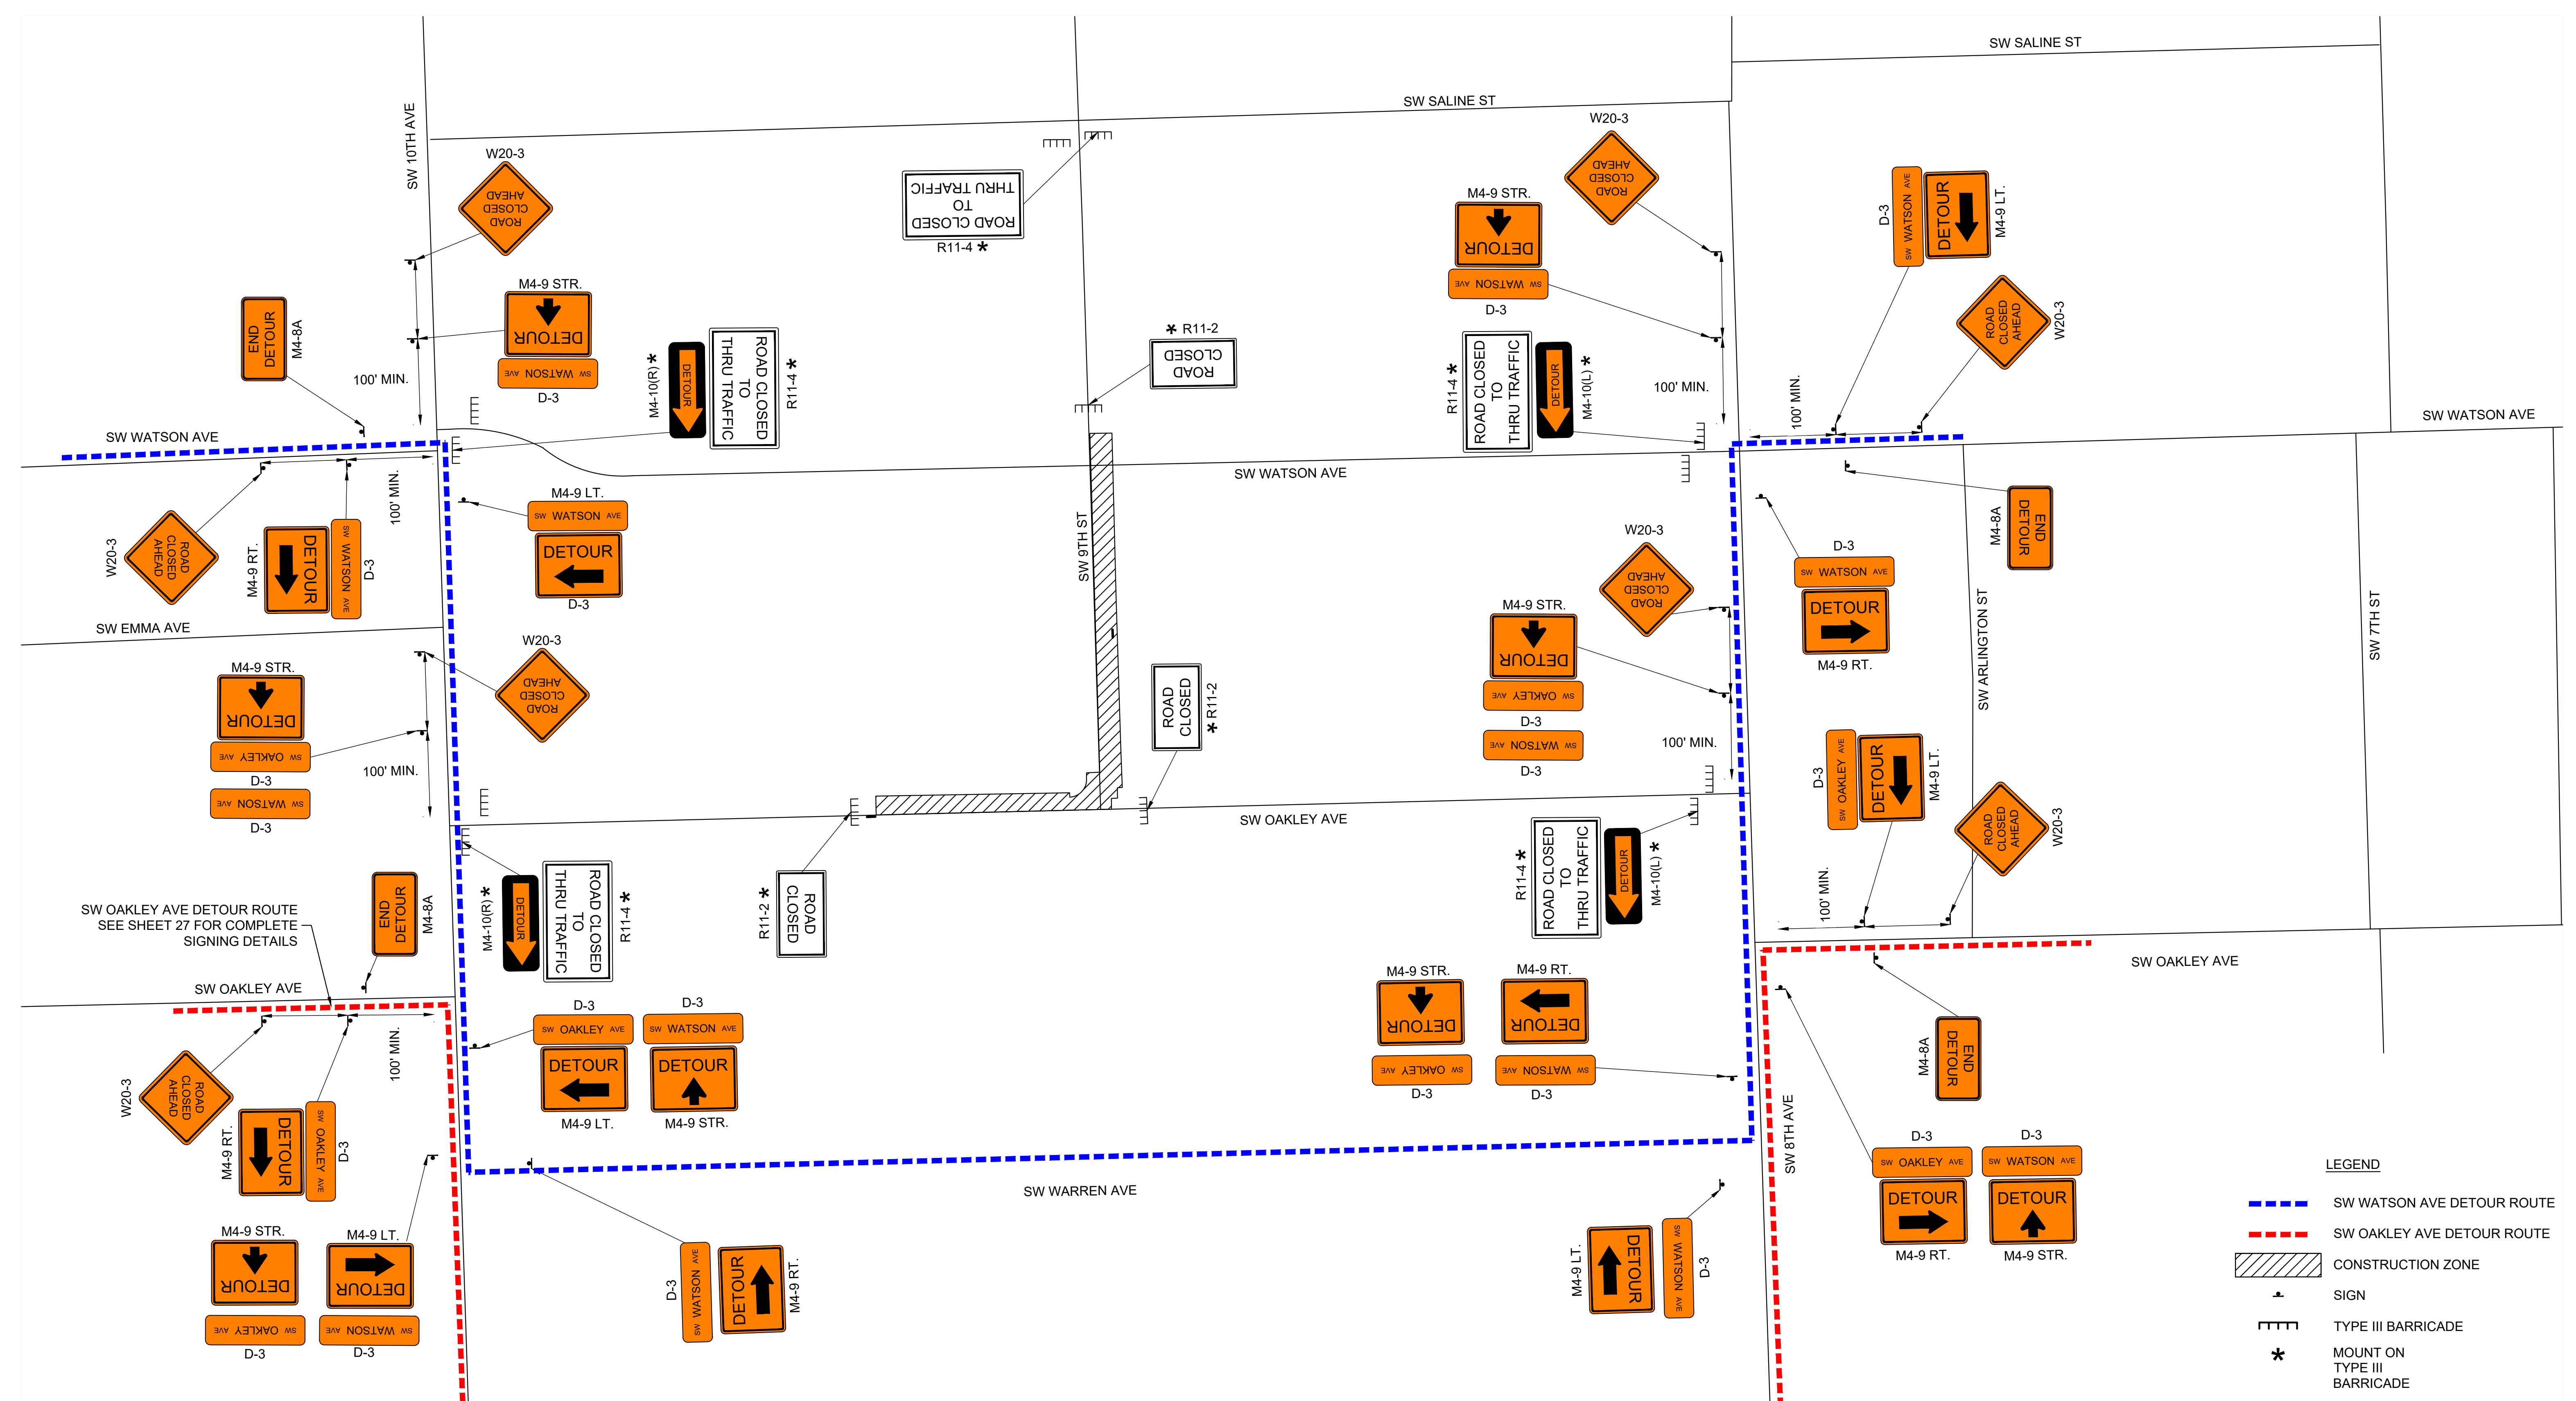 SW SALINE ST
SW SALINE ST
SW 10TH AVE
W20-3
ROAD
CLOSED
AHEAD
ROAD CLOSED
TO
THRU TRAFFIC
R11-4 *
W20-3
ROAD
CLOSED
AHEAD
M4-9 STR.
DETOUR
SW WATSON AVE
D-3
D-3
SW WATSON AVE
DETOUR
M4-9 LT.
ROAD
CLOSED
AHEAD
W20-3
END
DETOUR
M4-8A
M4-9 STR.
DETOUR
SW WATSON AVE
D-3
100' MIN.
M4-10(R) *
DETOUR
ROAD CLOSED
TO
THRU TRAFFIC
R11-4 *
* R11-2
ROAD
CLOSED
R11-4 *
ROAD CLOSED
TO
THRU TRAFFIC
DETOUR
M4-10(L) *
100' MIN.
100' MIN.
SW WATSON AVE
SW WATSON AVE
SW WATSON AVE
100' MIN.
W20-3
ROAD
CLOSED
AHEAD
M4-9 RT.
DETOUR
SW WATSON AVE
D-3
M4-9 LT.
SW WATSON AVE
DETOUR
D-3
SW 9TH ST
W20-3
ROAD
CLOSED
AHEAD
M4-8A
END
DETOUR
D-3
SW WATSON AVE
DETOUR
M4-9 RT.
SW ARLINGTON ST
SW 7TH ST
SW EMMA AVE
M4-9 STR.
DETOUR
SW OAKLEY AVE
D-3
SW WATSON AVE
D-3
W20-3
ROAD
CLOSED
AHEAD
100' MIN.
ROAD
CLOSED
* R11-2
M4-9 STR.
DETOUR
SW OAKLEY AVE
D-3
SW WATSON AVE
D-3
100' MIN.
D-3
SW OAKLEY AVE
DETOUR
M4-9 LT.
ROAD
CLOSED
AHEAD
W20-3
100' MIN.
SW OAKLEY AVE
SW OAKLEY AVE DETOUR ROUTE
SEE SHEET 27 FOR COMPLETE
SIGNING DETAILS
END
DETOUR
M4-8A
M4-10(R) *
DETOUR
ROAD CLOSED
TO
THRU TRAFFIC
R11-4 *
R11-2 *
ROAD
CLOSED
R11-4 *
ROAD CLOSED
TO
THRU TRAFFIC
DETOUR
M4-10(L) *
SW OAKLEY AVE
SW OAKLEY AVE
100' MIN.
W20-3
ROAD
CLOSED
AHEAD
M4-9 RT.
DETOUR
SW OAKLEY AVE
D-3
D-3
SW OAKLEY AVE
DETOUR
M4-9 LT.
D-3
SW WATSON AVE
DETOUR
M4-9 STR.
M4-9 STR.
DETOUR
SW OAKLEY AVE
D-3
M4-9 RT.
DETOUR
SW WATSON AVE
D-3
M4-8A
END
DETOUR
SW 8TH AVE
D-3
SW OAKLEY AVE
DETOUR
M4-9 RT.
D-3
SW WATSON AVE
DETOUR
M4-9 STR.
SW WARREN AVE
M4-9 STR.
DETOUR
SW OAKLEY AVE
D-3
M4-9 LT.
DETOUR
SW WATSON AVE
D-3
D-3
SW WATSON AVE
DETOUR
M4-9 RT.
M4-9 LT.
DETOUR
SW WATSON AVE
D-3
LEGEND
SW WATSON AVE DETOUR ROUTE
SW OAKLEY AVE DETOUR ROUTE
CONSTRUCTION ZONE
SIGN
TYPE III BARRICADE
* MOUNT ON
TYPE III
BARRICADE